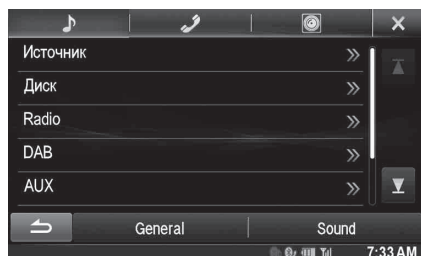 Источник
Диск
Radio
DAB
AUX
General Sound
7:33 AM